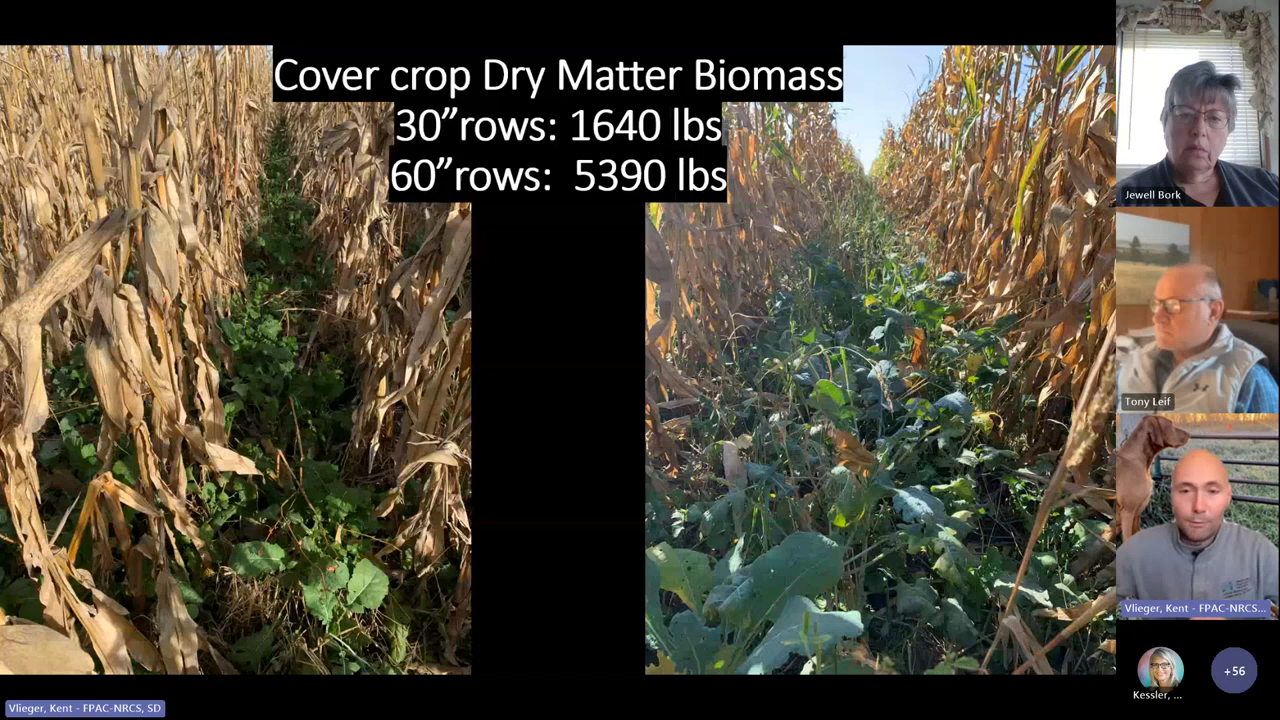 Cover crop Dry Matter Biomass
30”rows: 1640 lbs
60”rows: 5390 lbs
Jewell Bork
Tony Leif
Vlieger, Kent - FPAC-NRCS...
Kessler, ...
+56
Vlieger, Kent - FPAC-NRCS, SD